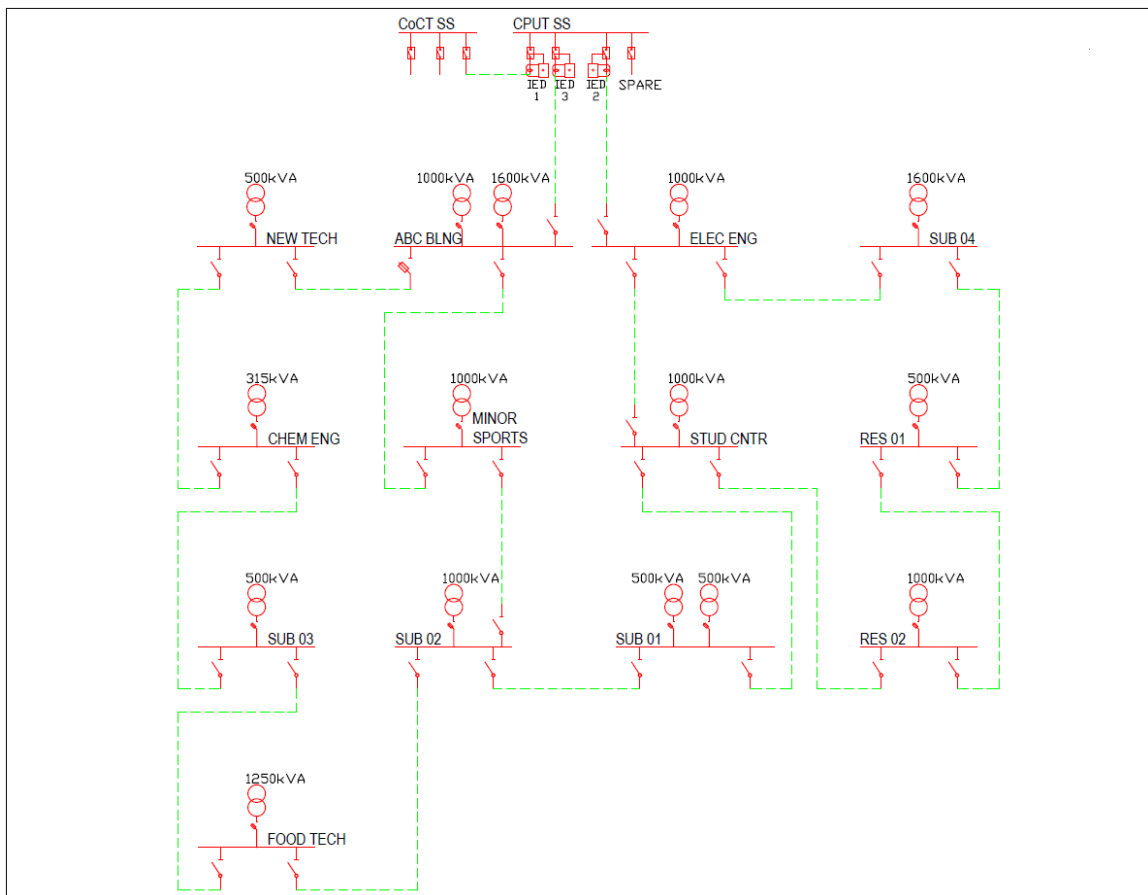 CoCT SS
CPUT SS
IED IED IED SPARE
1 3 2
500kVA
1000kVA 1600kVA
1000kVA
1600kVA
NEW TECH
ABC BLNG
ELEC ENG
SUB 04
315kVA
1000kVA
1000kVA
500kVA
MINOR
SPORTS
CHEM ENG
STUD CNTR
RES 01
500kVA
1000kVA
500kVA 500kVA
1000kVA
SUB 03
SUB 02
SUB 01
RES 02
1250kVA
FOOD TECH